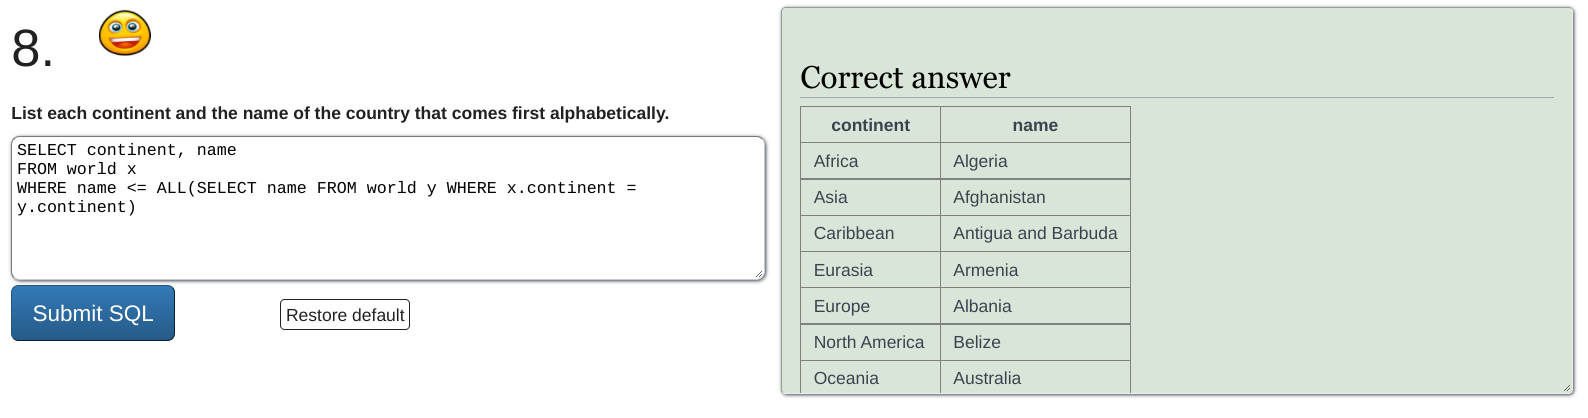 8.
List each continent and the name of the country that comes first alphabetically.
SELECT continent, name
FROM world x
WHERE name <= ALL(SELECT name FROM world y WHERE x.continent =
y.continent)
Submit SQL
Restore default
Correct answer
continent name
Africa Algeria
Asia Afghanistan
Caribbean Antigua and Barbuda
Eurasia Armenia
Europe Albania
North America Belize
Oceania Australia